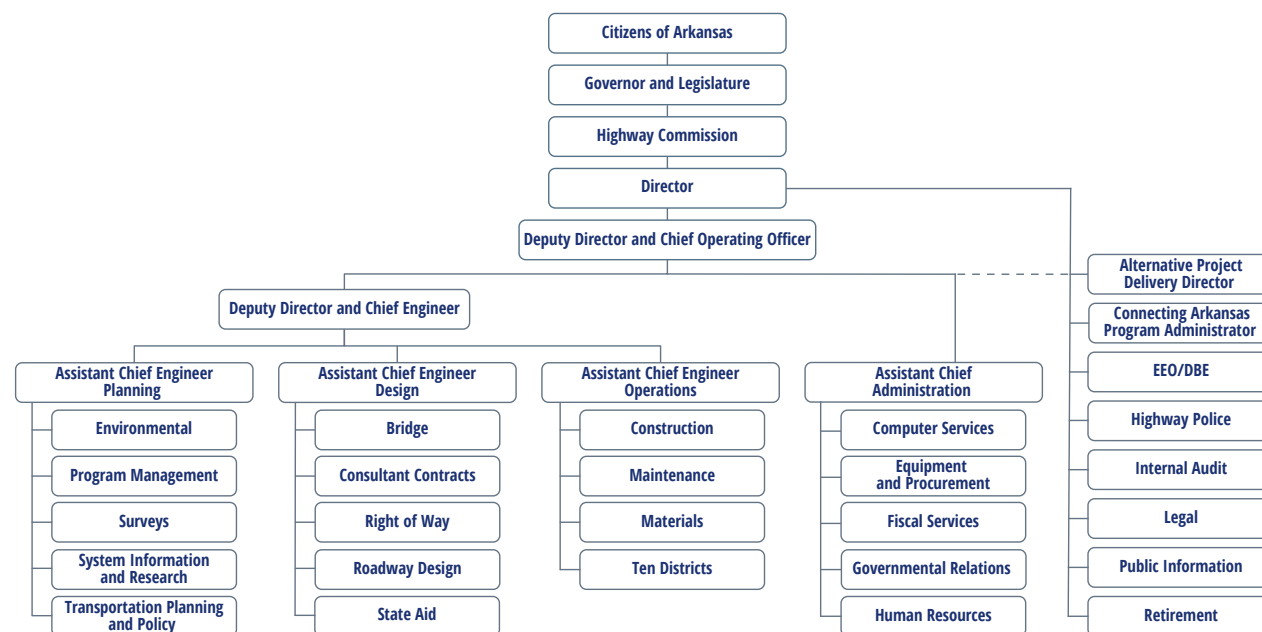 Citizens of Arkansas
Governor and Legislature
Highway Commission
Director
Deputy Director and Chief Operating Officer
Deputy Director and Chief Engineer
Assistant Chief Engineer
Planning
Environmental
Program Management
Surveys
System Information
and Research
Transportation Planning
and Policy
Assistant Chief Engineer
Design
Bridge
Consultant Contracts
Right of Way
Roadway Design
State Aid
Assistant Chief Engineer
Operations
Construction
Maintenance
Materials
Ten Districts
Assistant Chief
Administration
Computer Services
Equipment
and Procurement
Fiscal Services
Governmental Relations
Human Resources
Alternative Project
Delivery Director
Connecting Arkansas
Program Administrator
EEO/DBE
Highway Police
Internal Audit
Legal
Public Information
Retirement